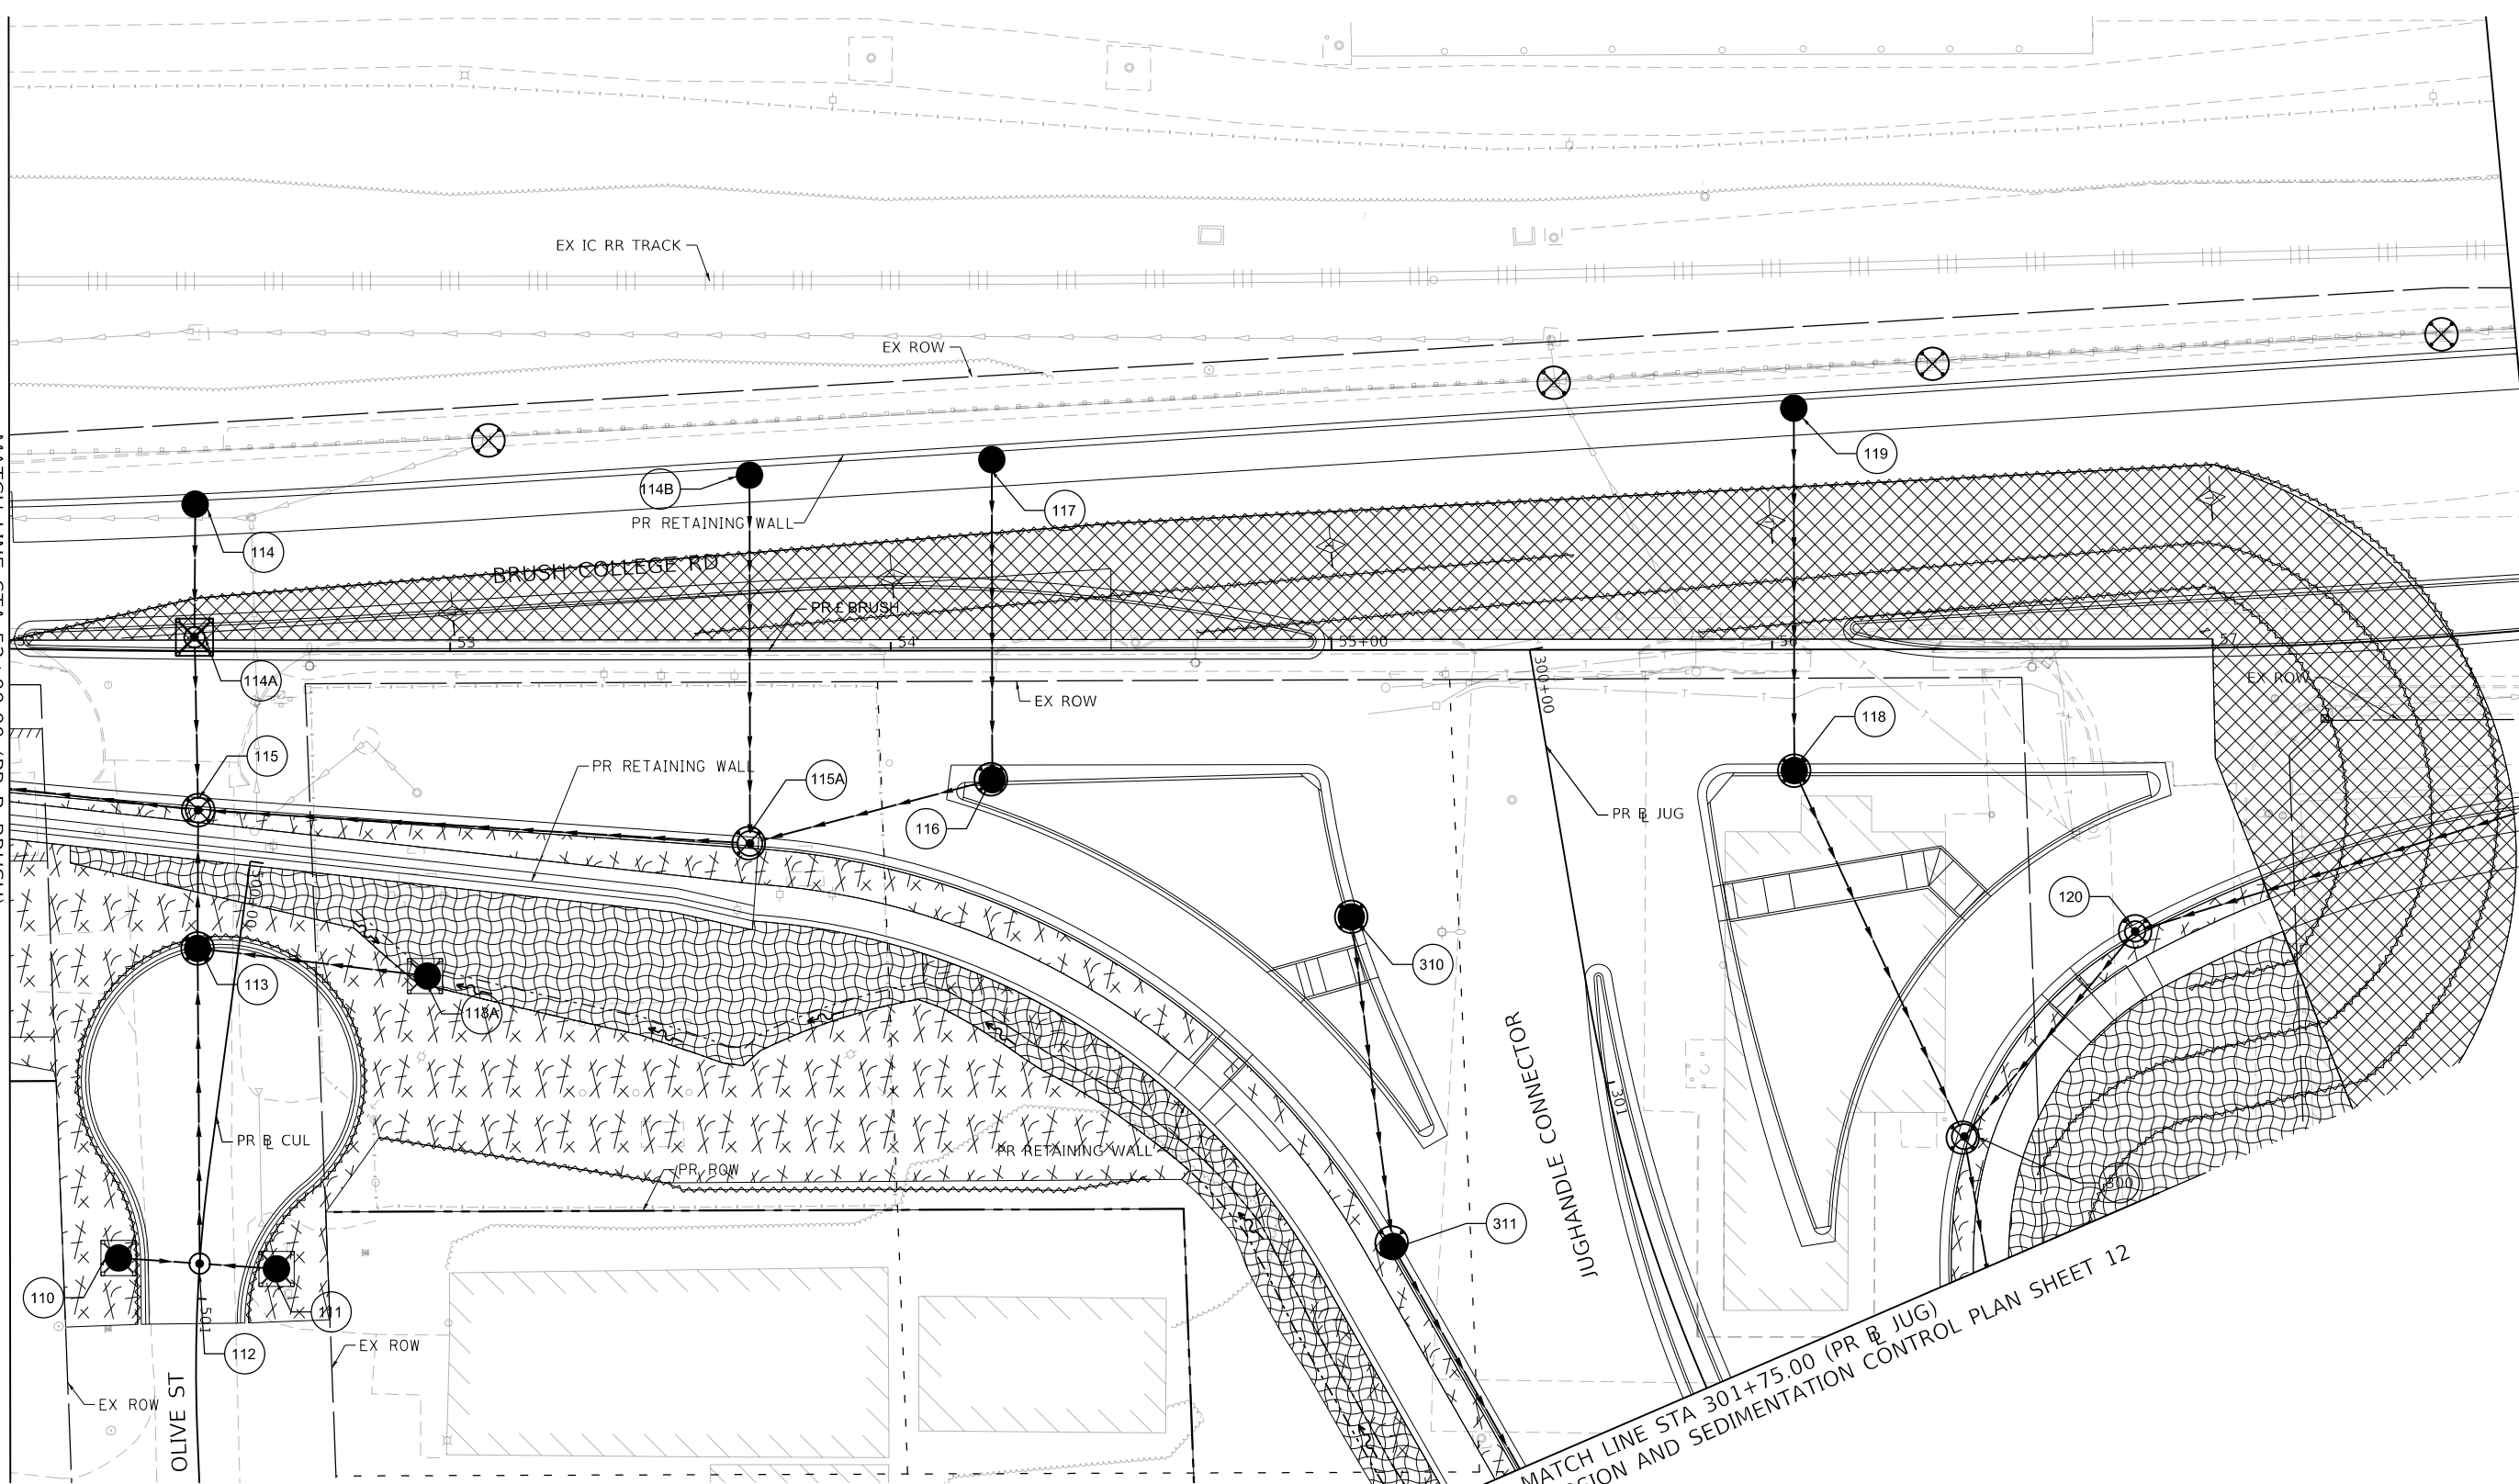 EX IC RR TRACK
EX ROW
119
114B
117
PR RETAINING WALL
114
BRUSH COLLEGE RD
PR ℄ BRUSH
53
54
55+00
56
57
114A
EX ROW
EX ROW
300+00
118
115
PR RETAINING WALL
115A
116
PR ℄ JUG
500+00
120
310
113
113A
JUGHANDLE CONNECTOR
301
PR ℄ CUL
PR RETAINING WALL
PR ROW
300
311
110
111
501
112
EX ROW
EX ROW
OLIVE ST
MATCH LINE STA 301+75.00 (PR ℄ JUG)
SION AND SEDIMENTATION CONTROL PLAN SHEET 12